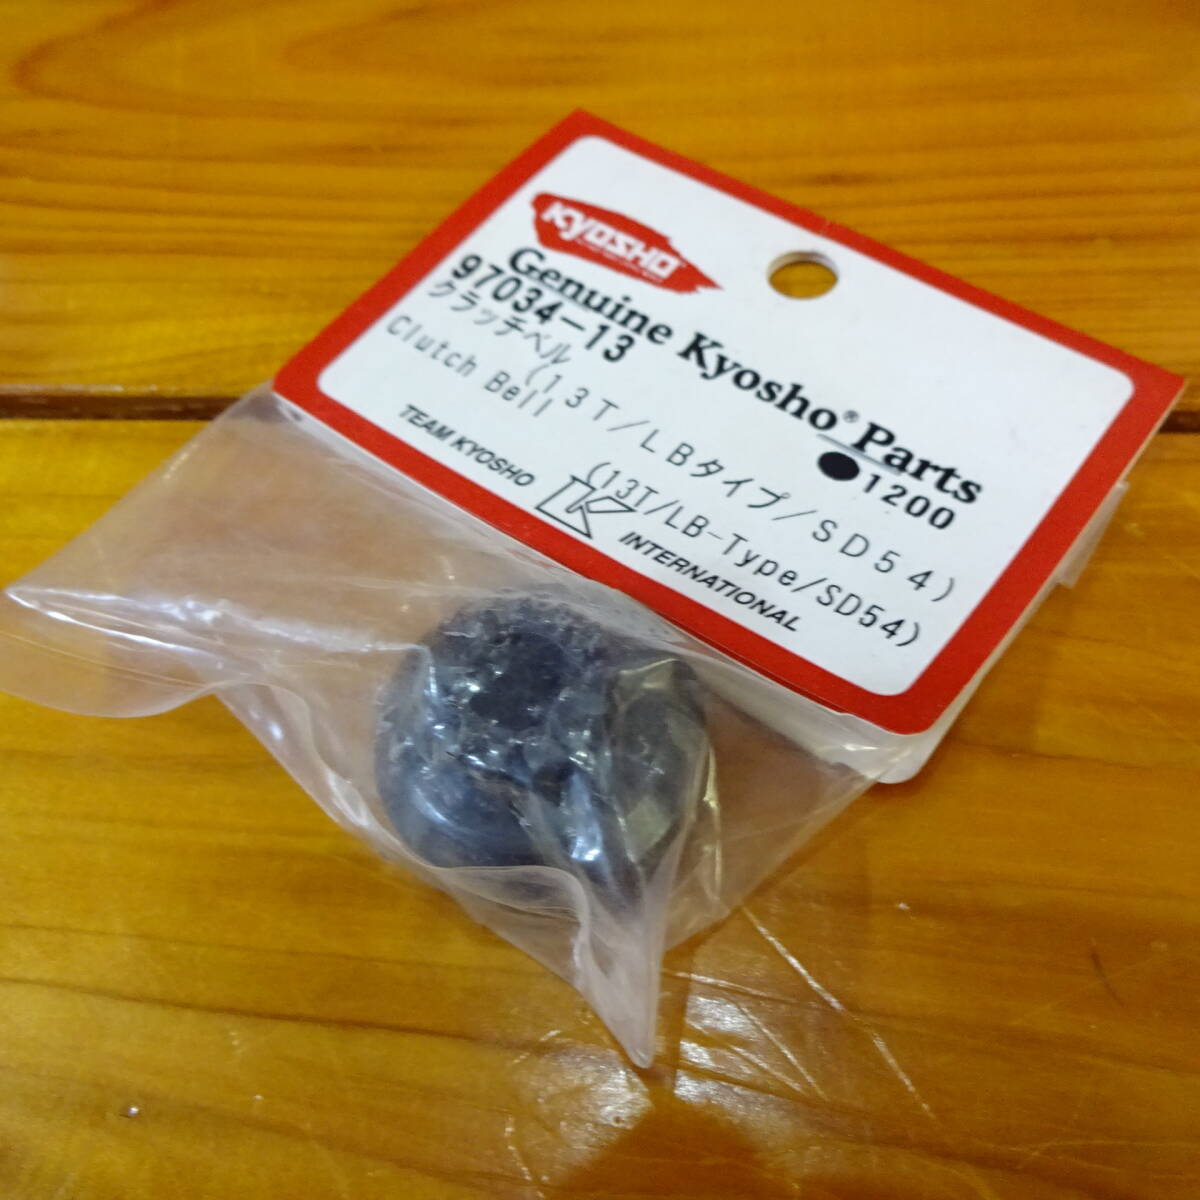 KYOSHO
Genuine Kyosho® Parts
97034-13 ●1200
クラッチベル(13T/LBタイプ/SD54)
Clutch Bell (13T/LB-Type/SD54)
TEAM KYOSHO INTERNATIONAL